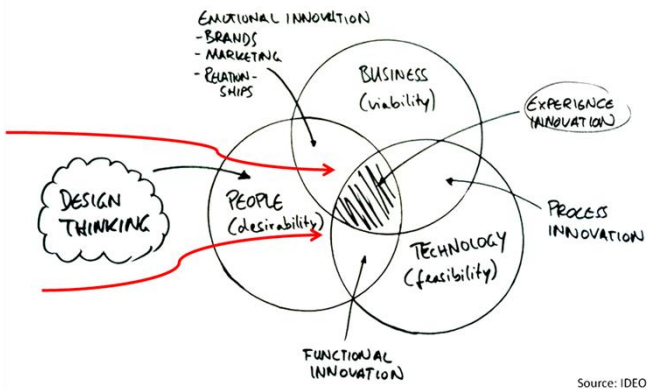 EMOTIONAL INNOVATION
- BRANDS
- MARKETING
- RELATION-
SHIPS
BUSINESS
(viability)
EXPERIENCE
INNOVATION
DESIGN
THINKING
PEOPLE
(desirability)
PROCESS
INNOVATION
TECHNOLOGY
(feasibility)
FUNCTIONAL
INNOVATION
Source: IDEO